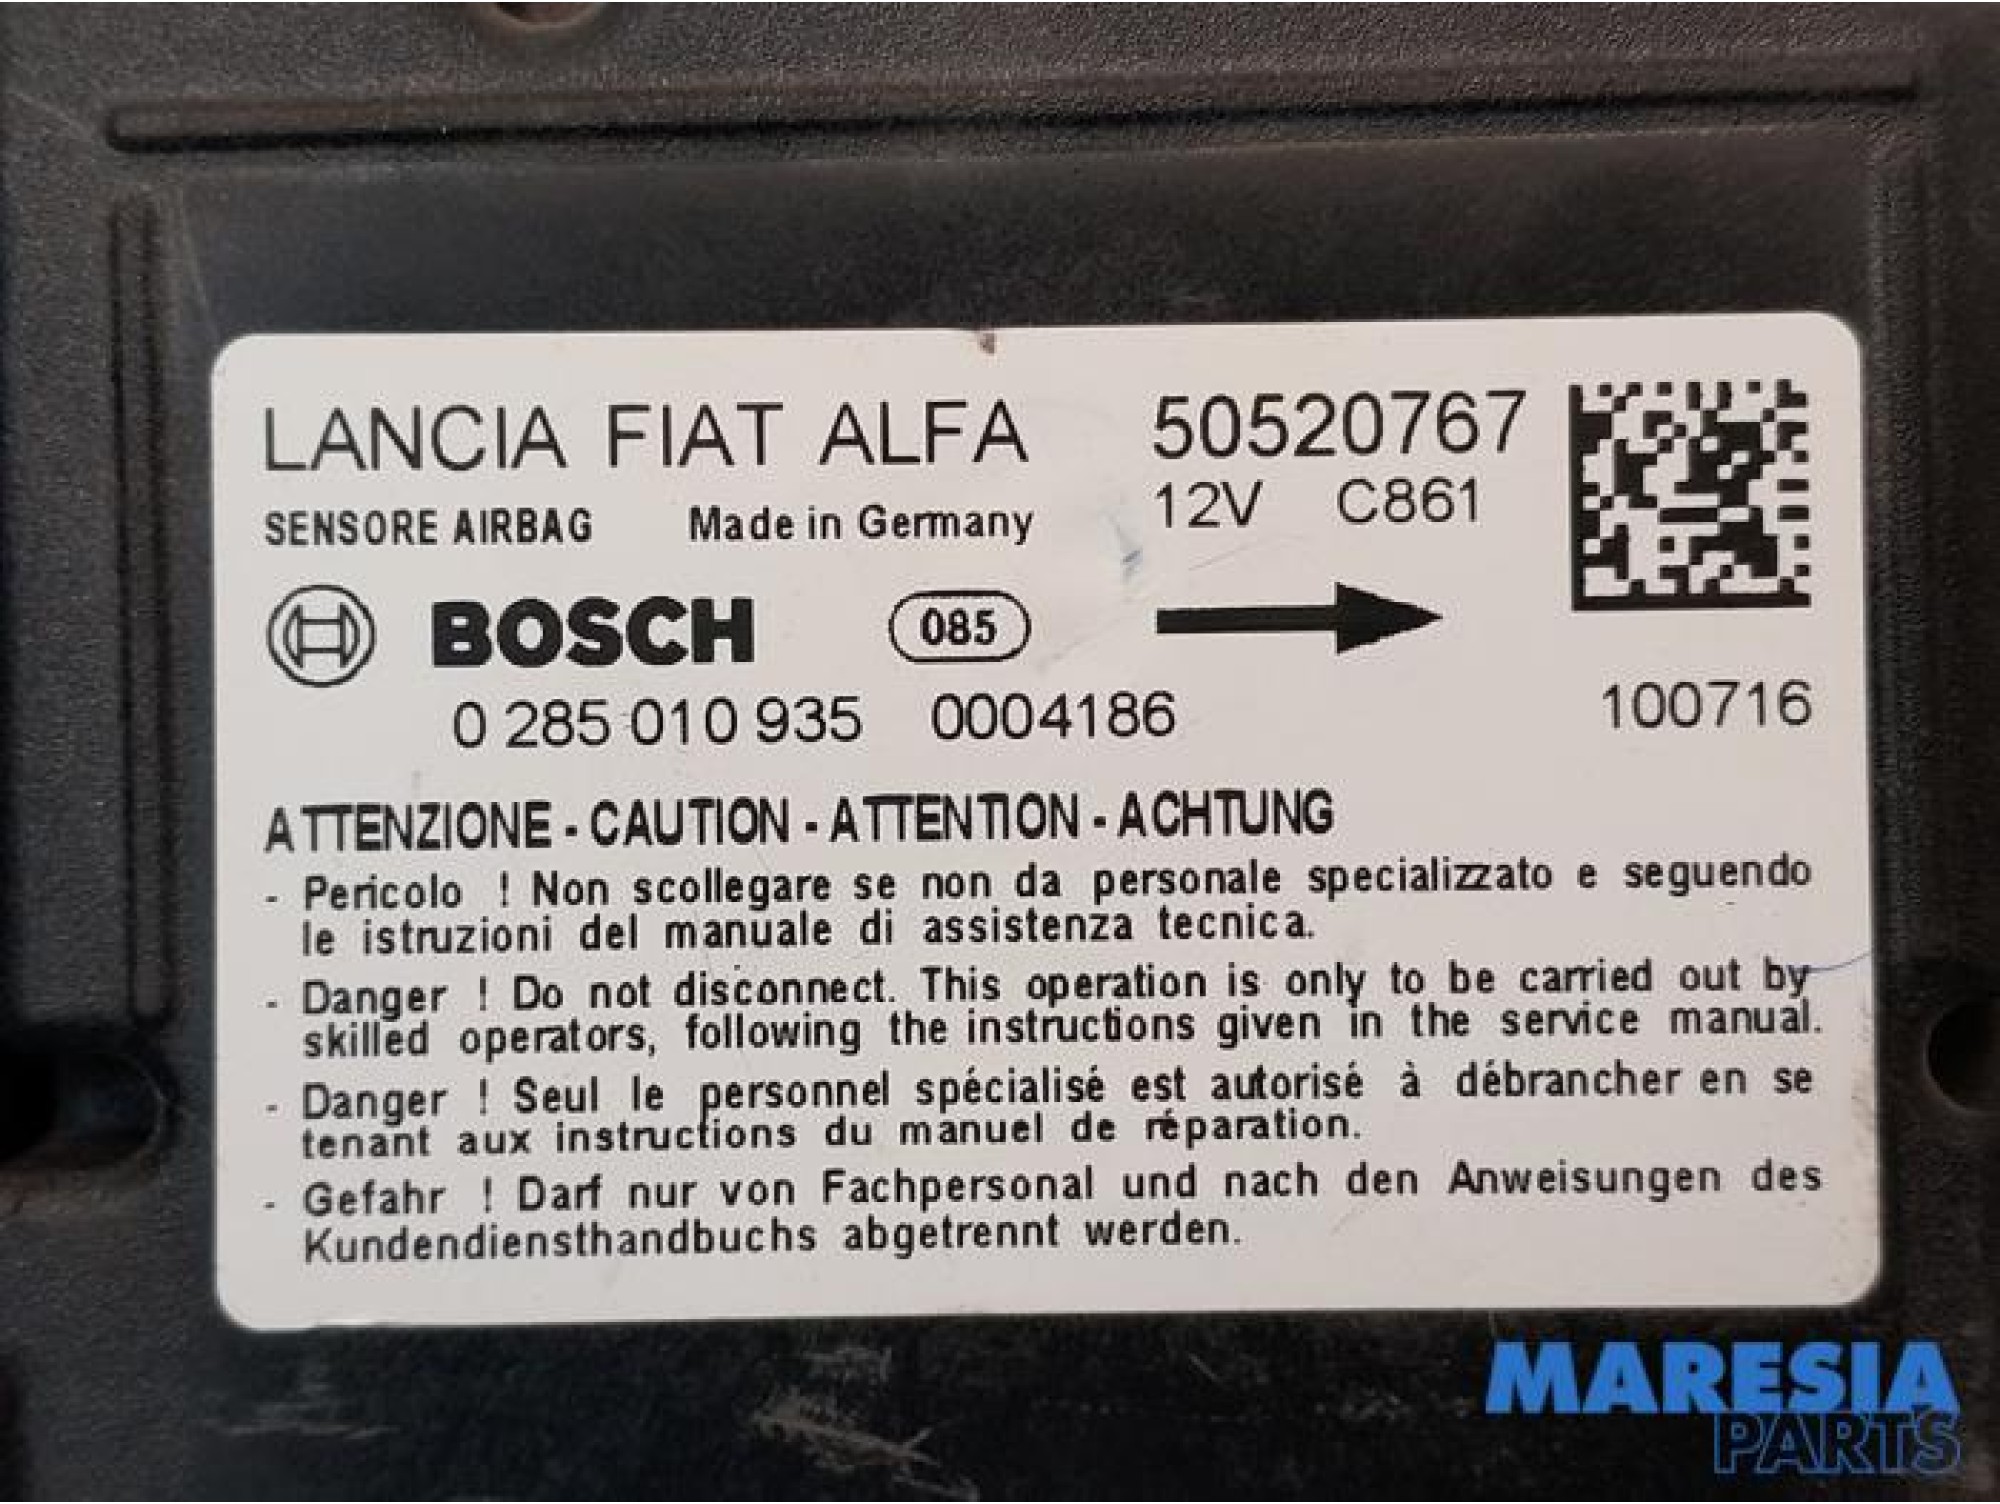 LANCIA FIAT ALFA 50520767
SENSORE AIRBAG Made in Germany 12V C861
BOSCH 085
0 285 010 935 0004186 100716
ATTENZIONE - CAUTION - ATTENTION - ACHTUNG
- Pericolo ! Non scollegare se non da personale specializzato e seguendo
le istruzioni del manuale di assistenza tecnica.
- Danger ! Do not disconnect. This operation is only to be carried out by
skilled operators, following the instructions given in the service manual.
- Danger ! Seul le personnel spécialisé est autorisé à débrancher en se
tenant aux instructions du manuel de réparation.
- Gefahr ! Darf nur von Fachpersonal und nach den Anweisungen des
Kundendiensthandbuchs abgetrennt werden.
MARESIA
PARTS